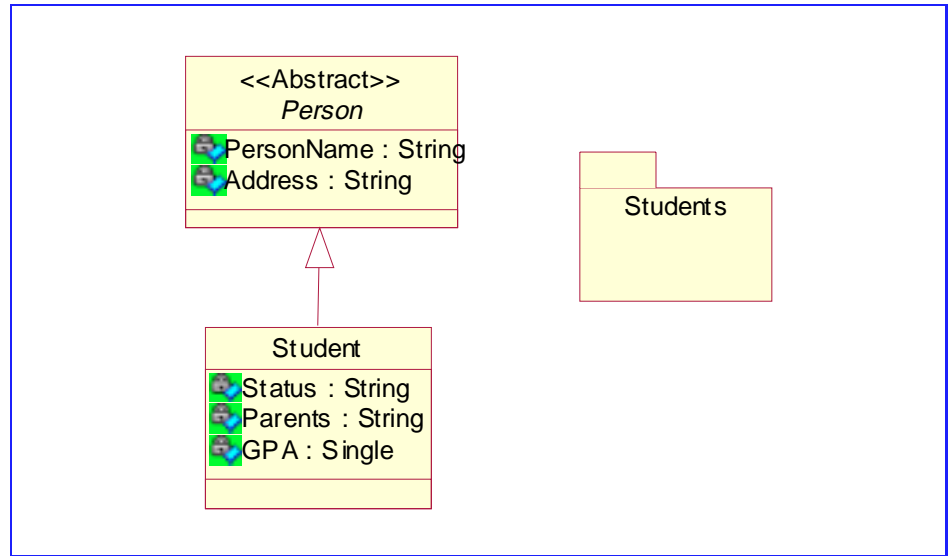 <<Abstract>>
Person
PersonName : String
Address : String
Students
Student
Status : String
Parents : String
GPA : Single